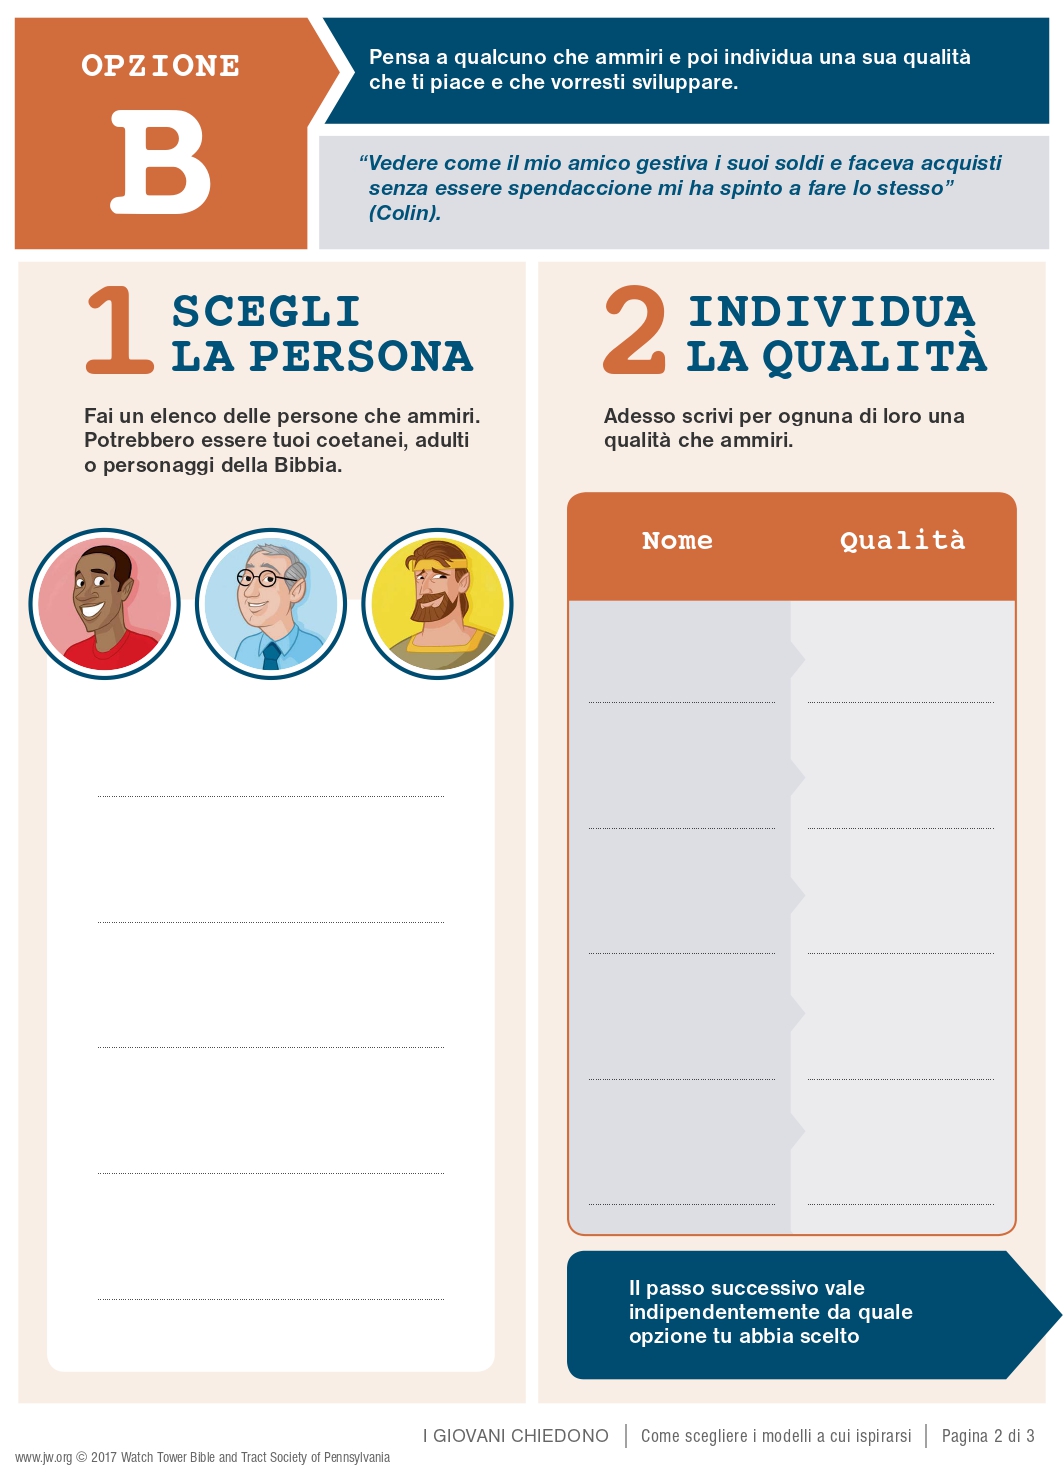 OPZIONE
B
Pensa a qualcuno che ammiri e poi individua una sua qualità
che ti piace e che vorresti sviluppare.
“Vedere come il mio amico gestiva i suoi soldi e faceva acquisti
senza essere spendaccione mi ha spinto a fare lo stesso”
(Colin).
1 SCEGLI
LA PERSONA
Fai un elenco delle persone che ammiri.
Potrebbero essere tuoi coetanei, adulti
o personaggi della Bibbia.
2 INDIVIDUA
LA QUALITÀ
Adesso scrivi per ognuna di loro una
qualità che ammiri.
Nome Qualità
Il passo successivo vale
indipendentemente da quale
opzione tu abbia scelto
I GIOVANI CHIEDONO | Come scegliere i modelli a cui ispirarsi | Pagina 2 di 3
www.jw.org © 2017 Watch Tower Bible and Tract Society of Pennsylvania